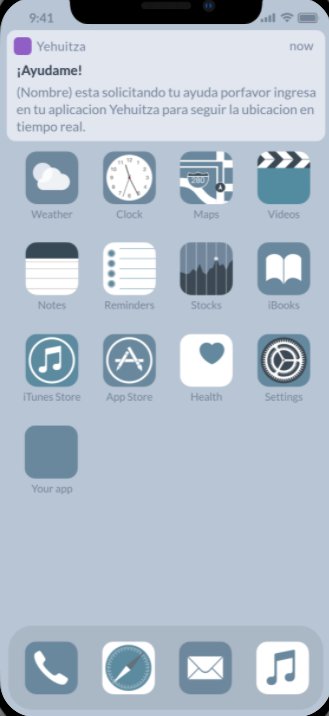 9:41
Yehuitza now
¡Ayudame!
(Nombre) esta solicitando tu ayuda porfavor ingresa
en tu aplicacion Yehuitza para seguir la ubicacion en
tiempo real.
280
Weather Clock Maps Videos
Notes Reminders Stocks iBooks
iTunes Store App Store Health Settings
Your app